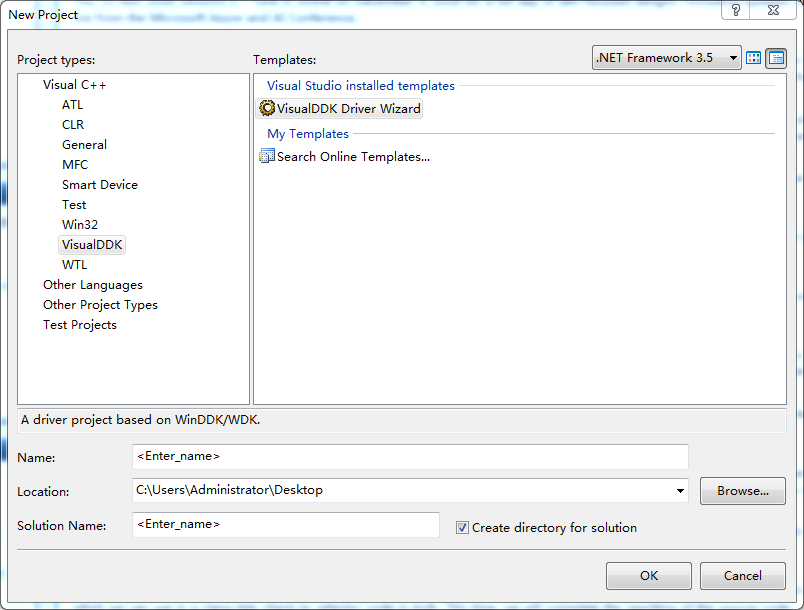 New Project
Project types:
Templates:
.NET Framework 3.5
Visual C++
ATL
CLR
General
MFC
Smart Device
Test
Win32
VisualDDK
WTL
Other Languages
Other Project Types
Test Projects
Visual Studio installed templates
VisualDDK Driver Wizard
My Templates
Search Online Templates...
A driver project based on WinDDK/WDK.
Name:
<Enter_name>
Location:
C:\Users\Administrator\Desktop
Browse...
Solution Name:
<Enter_name>
Create directory for solution
OK
Cancel